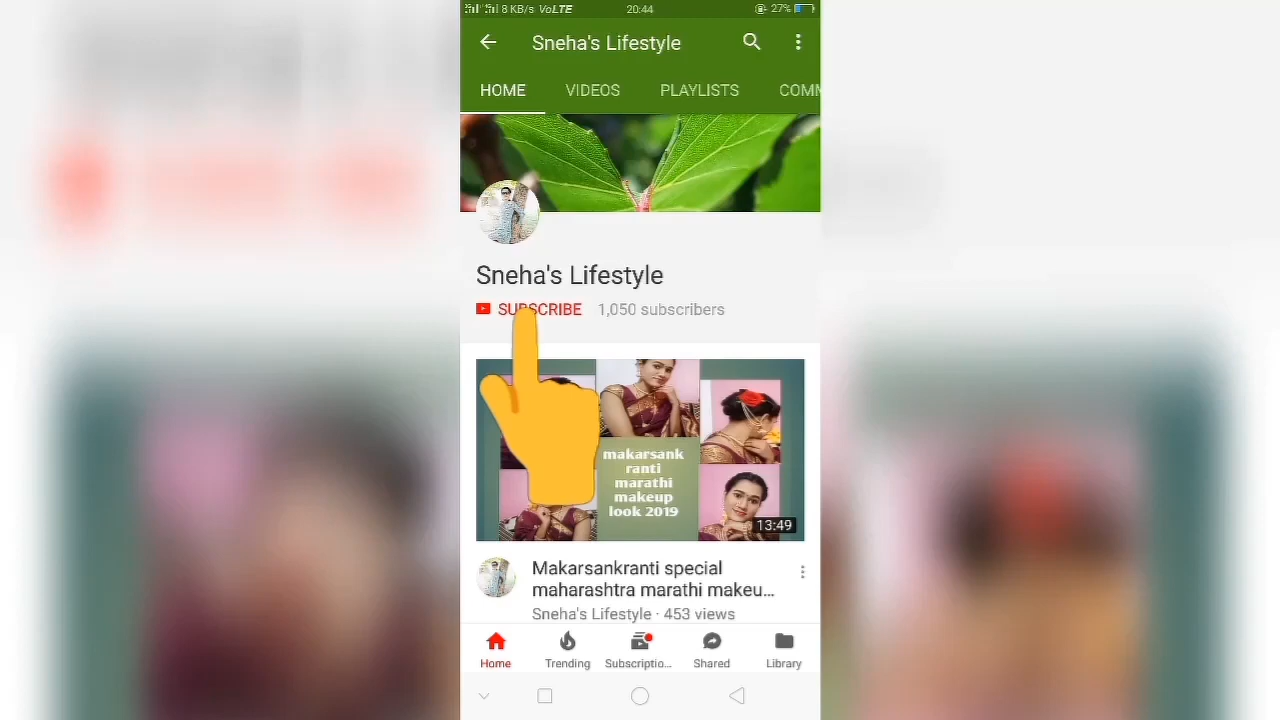 8 KB/s VoLTE 20:44 27%
Sneha's Lifestyle
HOME VIDEOS PLAYLISTS COMM
Sneha's Lifestyle
SUBSCRIBE 1,050 subscribers
makarsank
ranti
marathi
makeup
look 2019
13:49
Makarsankranti special
maharashtra marathi makeu...
Sneha's Lifestyle · 453 views
Home Trending Subscriptio... Shared Library